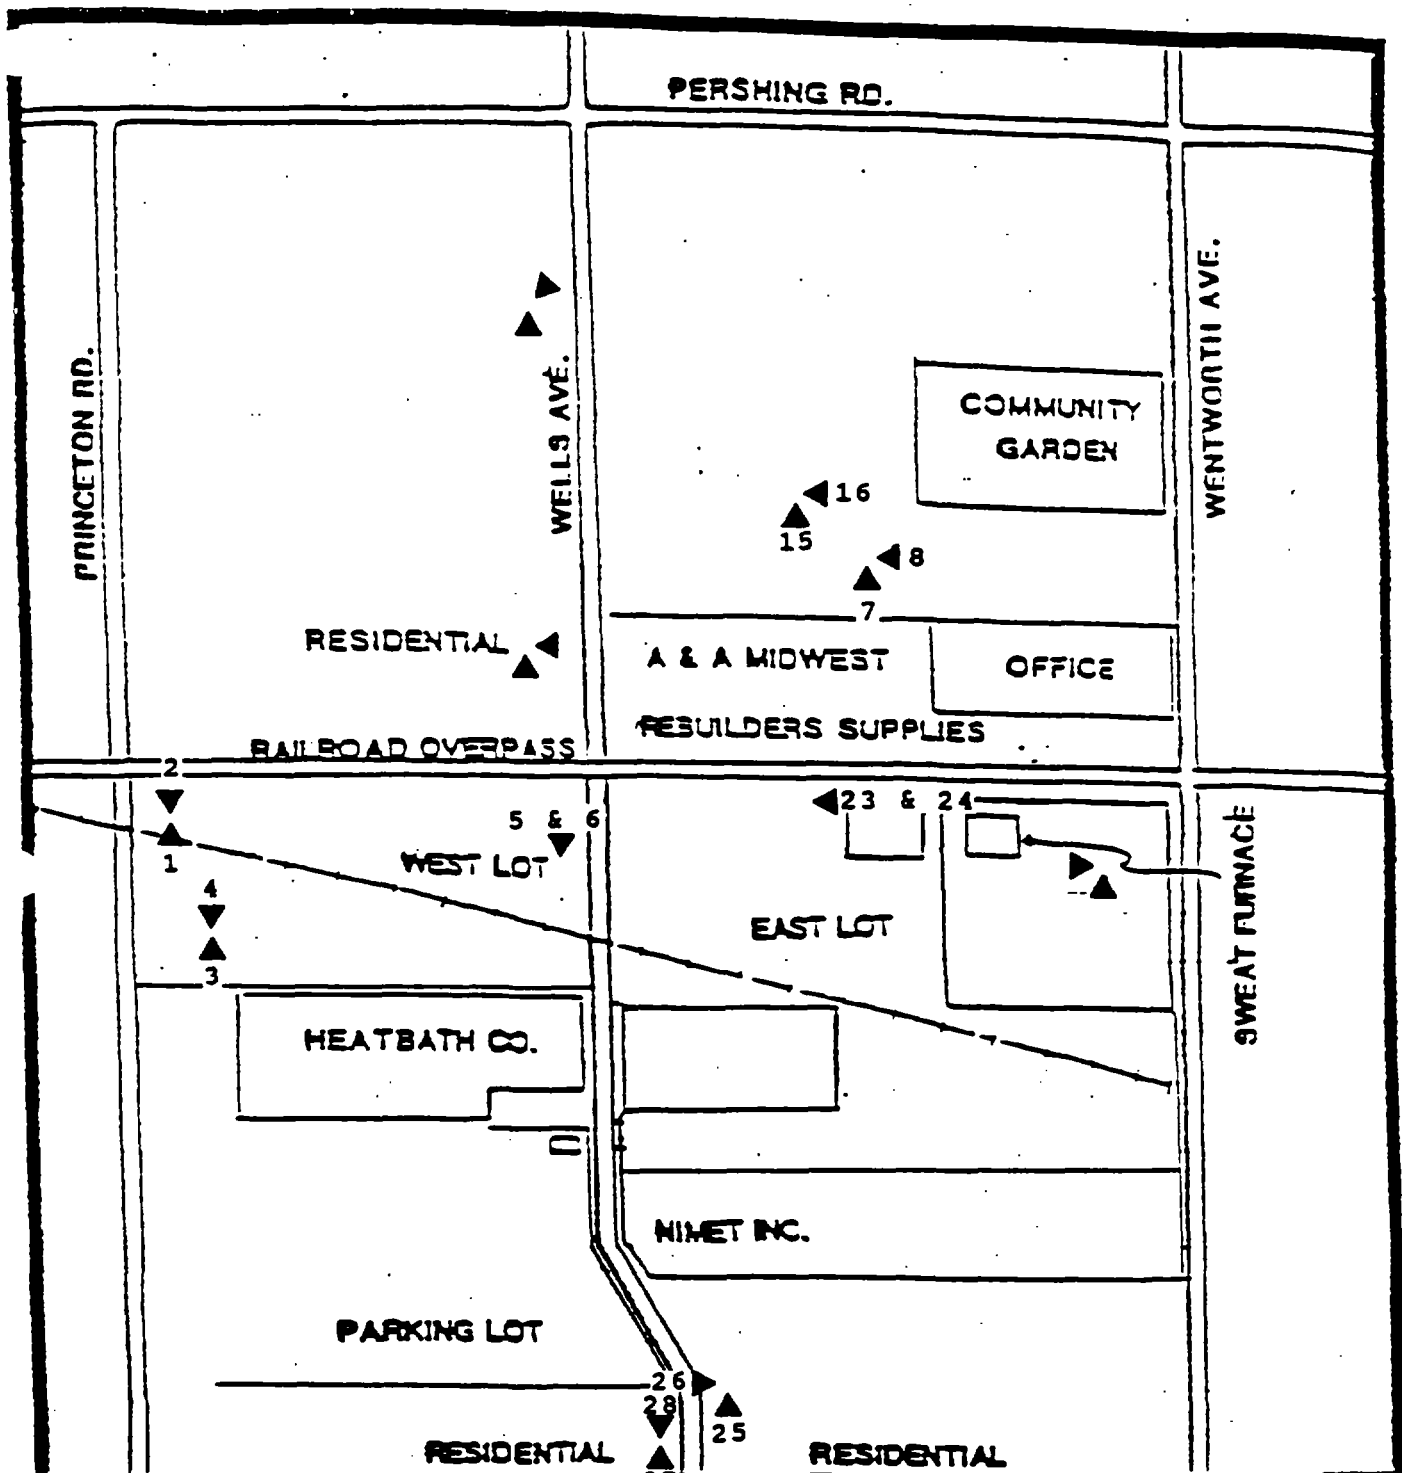 PERSHING RD.
PRINCETON RD.
WELLS AVE.
WENTWORTH AVE.
COMMUNITY
GARDEN
16
15
8
7
RESIDENTIAL
A & A MIDWEST
OFFICE
REBUILDERS SUPPLIES
RAILROAD OVERPASS
2
5 & 6
23 & 24
1
WEST LOT
4
EAST LOT
SWEAT FURNACE
3
HEATBATH CO.
NIMET INC.
PARKING LOT
26
28
25
RESIDENTIAL
RESIDENTIAL